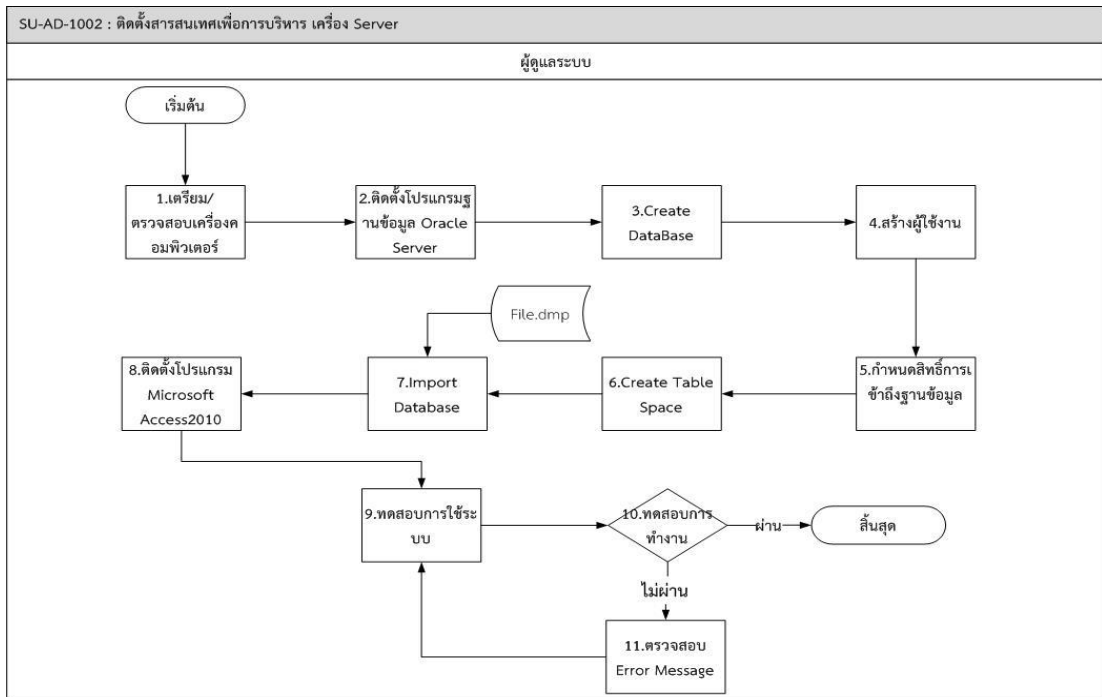 SU-AD-1002 : ติดตั้งสารสนเทศเพื่อการบริหาร เครื่อง Server
ผู้ดูแลระบบ
เริ่มต้น
1.เตรียม/
ตรวจสอบเครื่องค
อมพิวเตอร์
2.ติดตั้งโปรแกรมฐ
านข้อมูล Oracle
Server
3.Create
DataBase
4.สร้างผู้ใช้งาน
File.dmp
8.ติดตั้งโปรแกรม
Microsoft
Access2010
7.Import
Database
6.Create Table
Space
5.กำหนดสิทธิ์การเ
ข้าถึงฐานข้อมูล
9.ทดสอบการใช้ระ
บบ
10.ทดสอบการ
ทำงาน
ผ่าน
สิ้นสุด
ไม่ผ่าน
11.ตรวจสอบ
Error Message